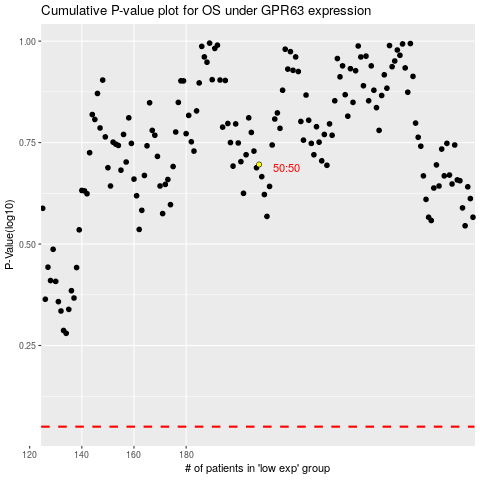 Cumulative P-value plot for OS under GPR63 expression
P-Value(log10)
1.00
0.75
0.50
0.25
50:50
120 140 160 180
# of patients in 'low exp' group